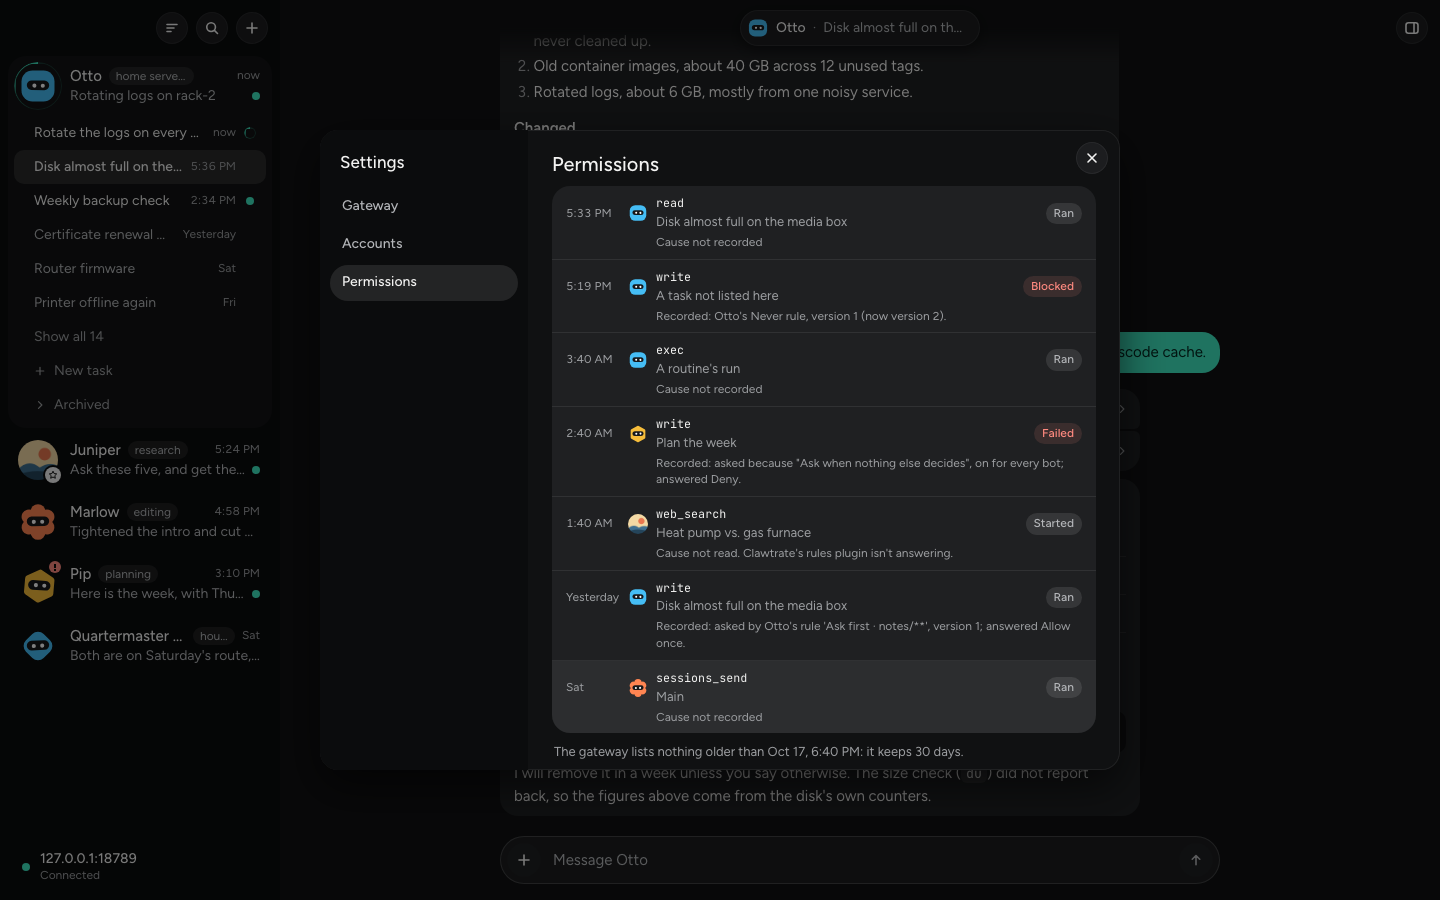 Otto · Disk almost full on th...
Otto home serve... now
Rotating logs on rack-2
Rotate the logs on every ... now
Disk almost full on the... 5:36 PM
Weekly backup check 2:34 PM
Certificate renewal ... Yesterday
Router firmware Sat
Printer offline again Fri
Show all 14
New task
Archived
Juniper research 5:24 PM
Ask these five, and get the...
Marlow editing 4:58 PM
Tightened the intro and cut ...
Pip planning 3:10 PM
Here is the week, with Thu...
Quartermaster ... hou... Sat
Both are on Saturday's route,...
127.0.0.1:18789
Connected
never cleaned up.
2. Old container images, about 40 GB across 12 unused tags.
3. Rotated logs, about 6 GB, mostly from one noisy service.
Changed
scode cache.
Settings
Gateway
Accounts
Permissions
Permissions
5:33 PM read Ran
Disk almost full on the media box
Cause not recorded
5:19 PM write Blocked
A task not listed here
Recorded: Otto's Never rule, version 1 (now version 2).
3:40 AM exec Ran
A routine's run
Cause not recorded
2:40 AM write Failed
Plan the week
Recorded: asked because "Ask when nothing else decides", on for every bot;
answered Deny.
1:40 AM web_search Started
Heat pump vs. gas furnace
Cause not read. Clawtrate's rules plugin isn't answering.
Yesterday write Ran
Disk almost full on the media box
Recorded: asked by Otto's rule 'Ask first · notes/**', version 1; answered Allow
once.
Sat sessions_send Ran
Main
Cause not recorded
The gateway lists nothing older than Oct 17, 6:40 PM: it keeps 30 days.
I will remove it in a week unless you say otherwise. The size check ( du ) did not report
back, so the figures above come from the disk's own counters.
Message Otto